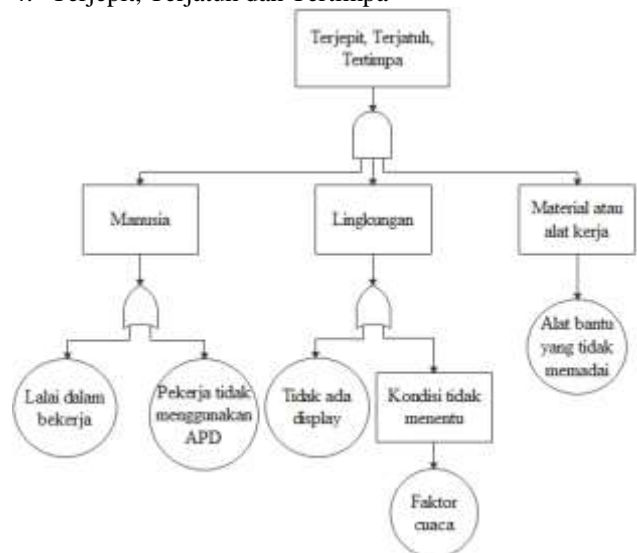 4. Terjepit, Terjatuh dan Tertimpa
Terjepit, Terjatuh,
Tertimpa
Manusia
Lingkungan
Material atau
alat kerja
Lalai dalam
bekerja
Pekerja tidak
menggunakan
APD
Tidak ada
display
Kondisi tidak
menentu
Alat bantu
yang tidak
memadai
Faktor
cuaca